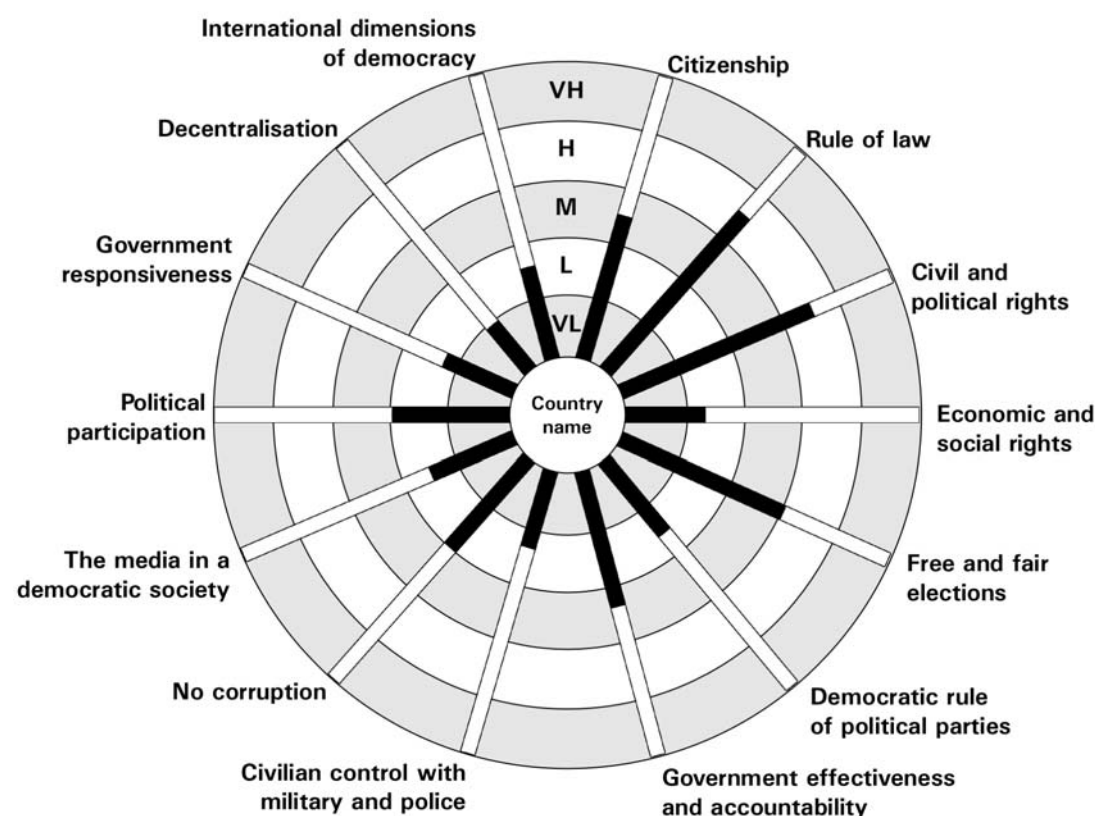 International dimensions
of democracy
Citizenship
Rule of law
Civil and
political rights
Economic and
social rights
Free and fair
elections
Democratic rule
of political parties
Government effectiveness
and accountability
Civilian control with
military and police
No corruption
The media in a
democratic society
Political
participation
Government
responsiveness
Decentralisation
VH
H
M
L
VL
Country
name